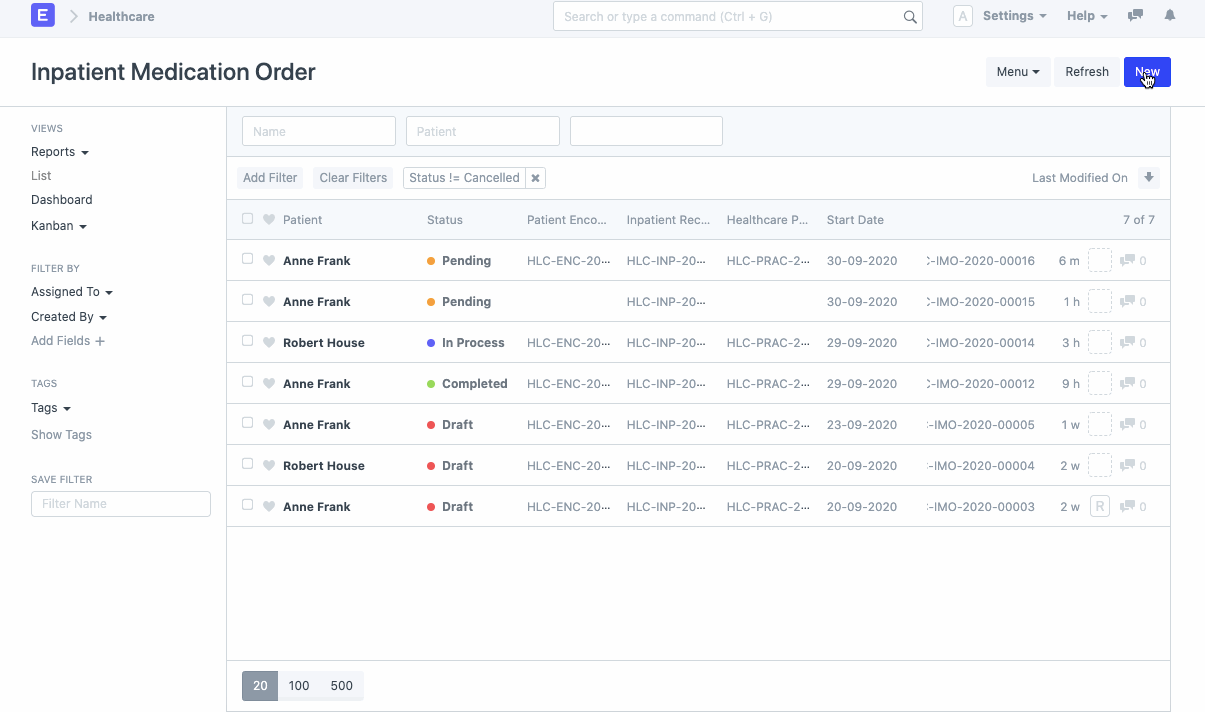 E Healthcare Search or type a command (Ctrl + G) A Settings Help
Inpatient Medication Order Menu Refresh New
VIEWS
Reports
List
Dashboard
Kanban
FILTER BY
Assigned To
Created By
Add Fields +
TAGS
Tags
Show Tags
SAVE FILTER
Filter Name
Name Patient
Add Filter Clear Filters Status != Cancelled Last Modified On
Patient Status Patient Enco... Inpatient Rec... Healthcare P... Start Date 7 of 7
Anne Frank Pending HLC-ENC-20... HLC-INP-20... HLC-PRAC-2... 30-09-2020 -IMO-2020-00016 6 m 0
Anne Frank Pending HLC-INP-20... 30-09-2020 -IMO-2020-00015 1 h 0
Robert House In Process HLC-ENC-20... HLC-INP-20... HLC-PRAC-2... 29-09-2020 -IMO-2020-00014 3 h 0
Anne Frank Completed HLC-ENC-20... HLC-INP-20... HLC-PRAC-2... 29-09-2020 -IMO-2020-00012 9 h 0
Anne Frank Draft HLC-ENC-20... HLC-INP-20... HLC-PRAC-2... 23-09-2020 -IMO-2020-00005 1 w 0
Robert House Draft HLC-ENC-20... HLC-INP-20... HLC-PRAC-2... 20-09-2020 -IMO-2020-00004 2 w 0
Anne Frank Draft HLC-ENC-20... HLC-INP-20... HLC-PRAC-2... 20-09-2020 -IMO-2020-00003 2 w R 0
20 100 500